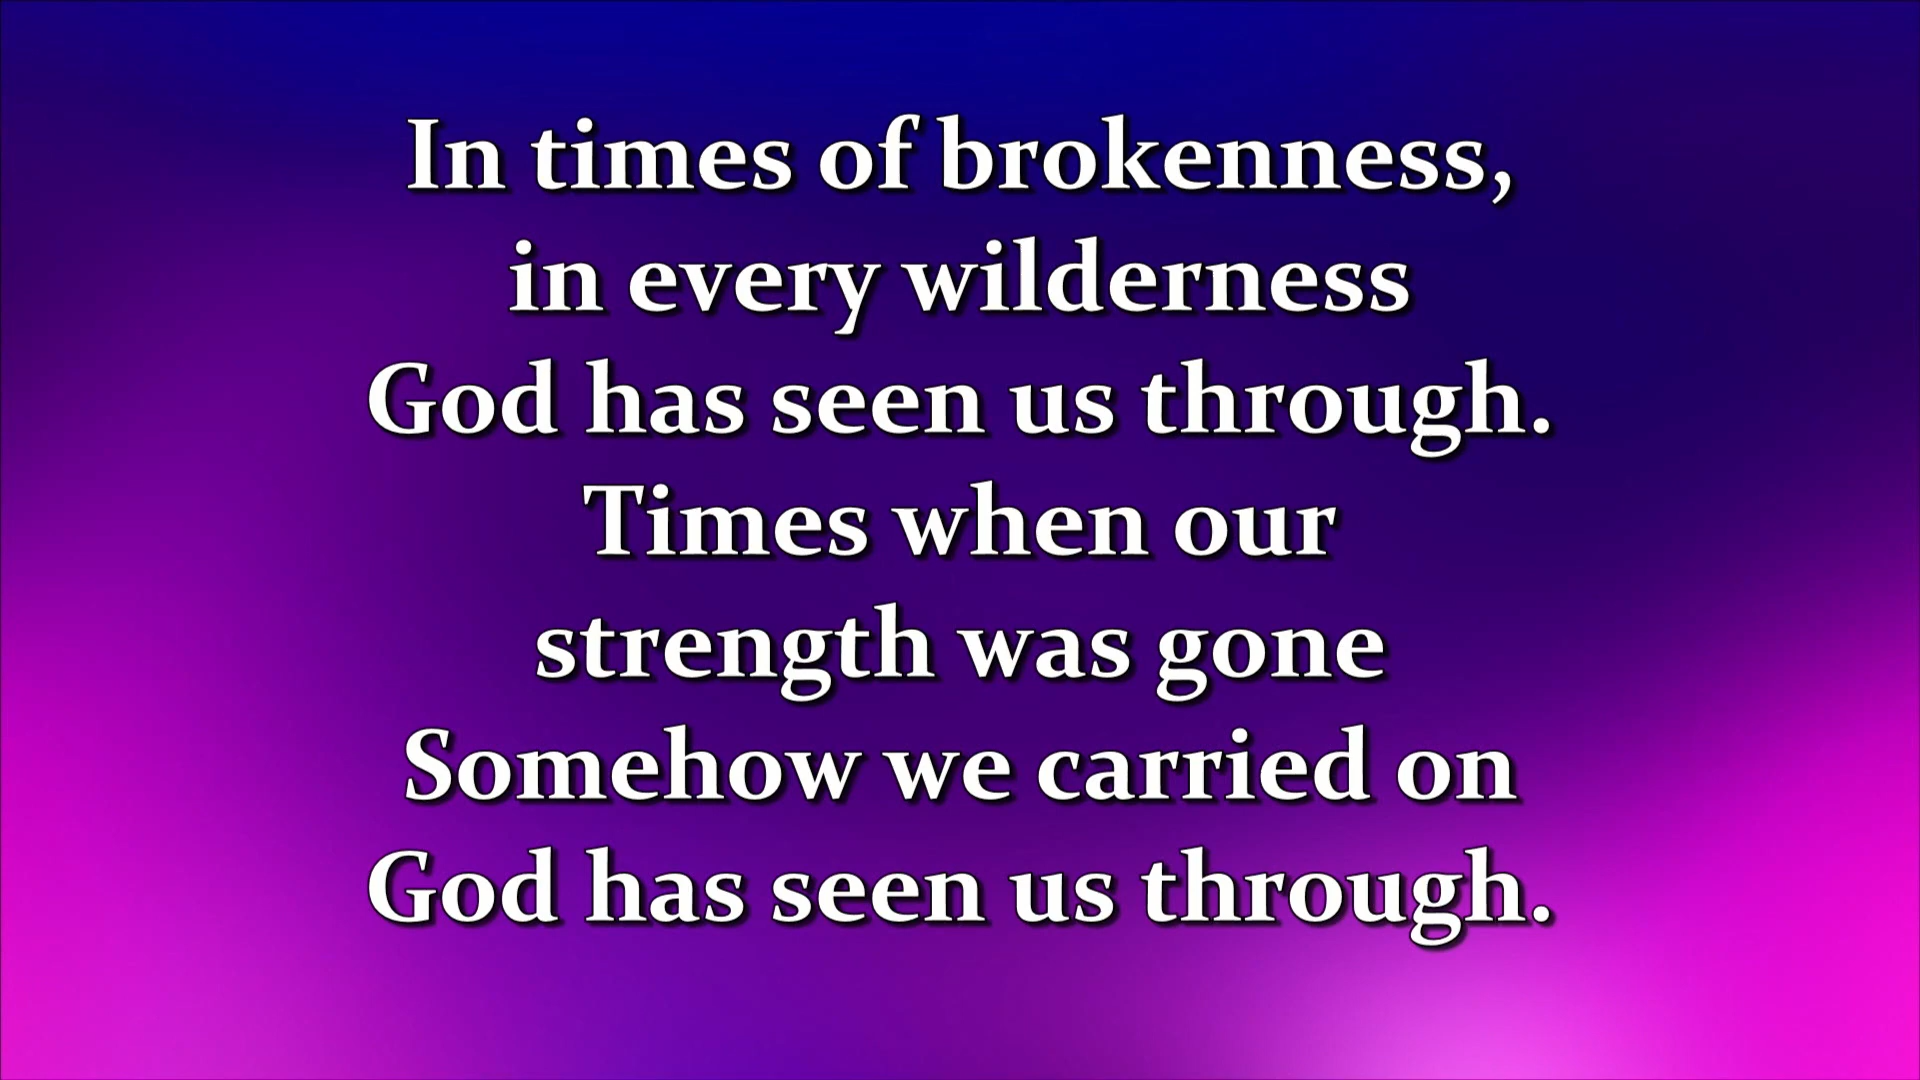 In times of brokenness,
in every wilderness
God has seen us through.
Times when our
strength was gone
Somehow we carried on
God has seen us through.